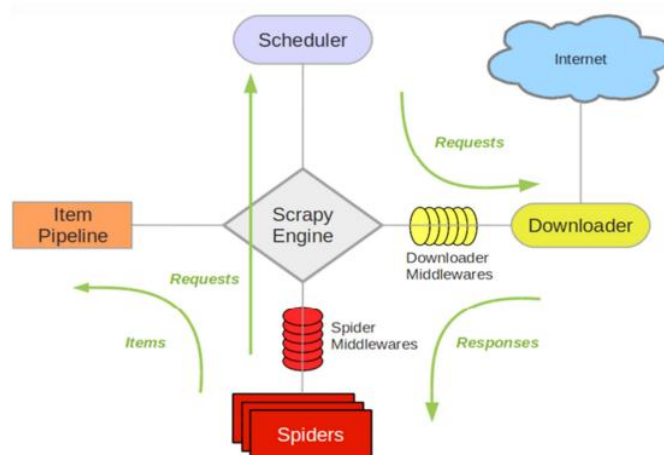 Scheduler
Internet
Requests
Item
Pipeline
Scrapy
Engine
Downloader
Downloader
Middlewares
Requests
Items
Spider
Middlewares
Responses
Spiders